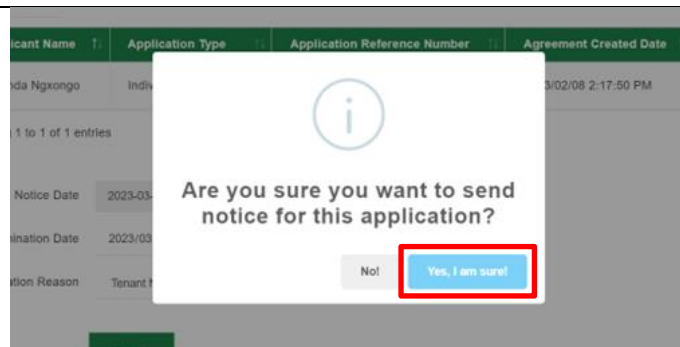 icant Name Application Type Application Reference Number Agreement Created Date
nda Ngxongo Indiv 3/02/08 2:17:50 PM
1 to 1 of 1 entries
i
Are you sure you want to send
notice for this application?
Notice Date 2023-03-
ination Date 2023/03
No! Yes, I am sure!
ation Reason Tenant N